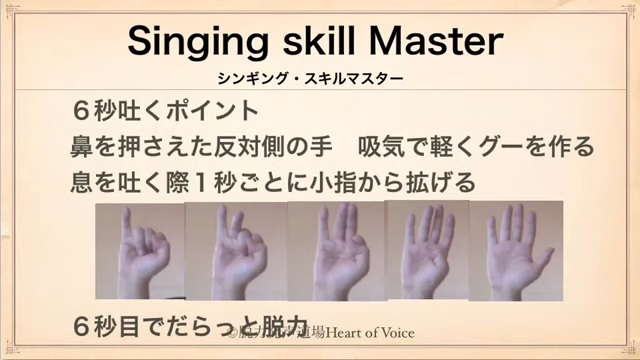 Singing skill Master
シンギング・スキルマスター
６秒吐くポイント
鼻を押さえた反対側の手　吸気で軽くグーを作る
息を吐く際１秒ごとに小指から拡げる
６秒目でだらっと脱力
©脱力発声道場Heart of Voice